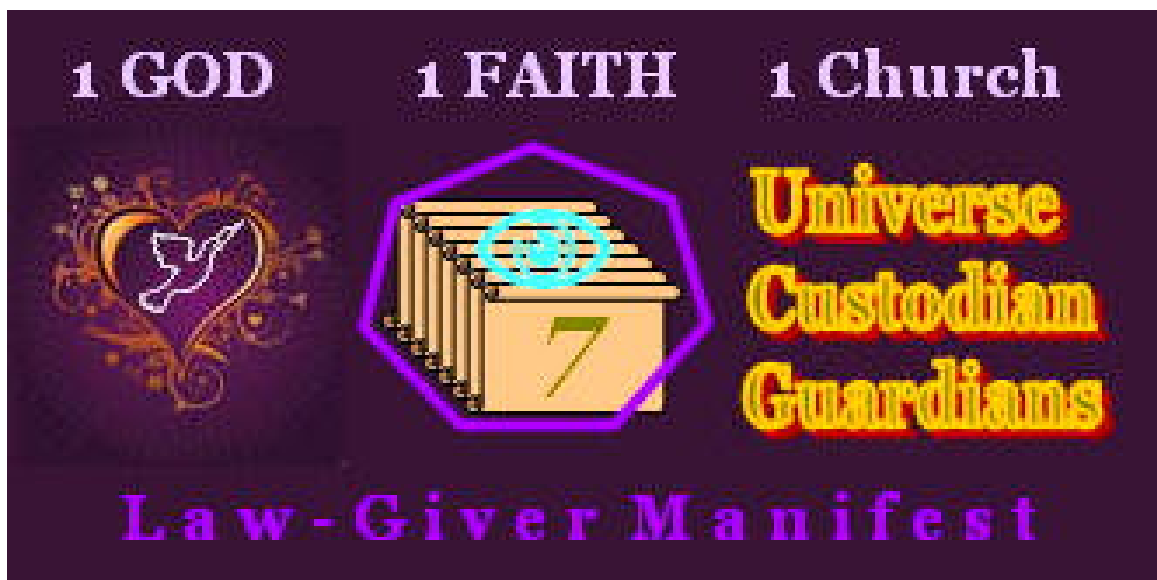 1 GOD 1 FAITH 1 Church
7
Universe
Custodian
Guardians
Law-Giver Manifest